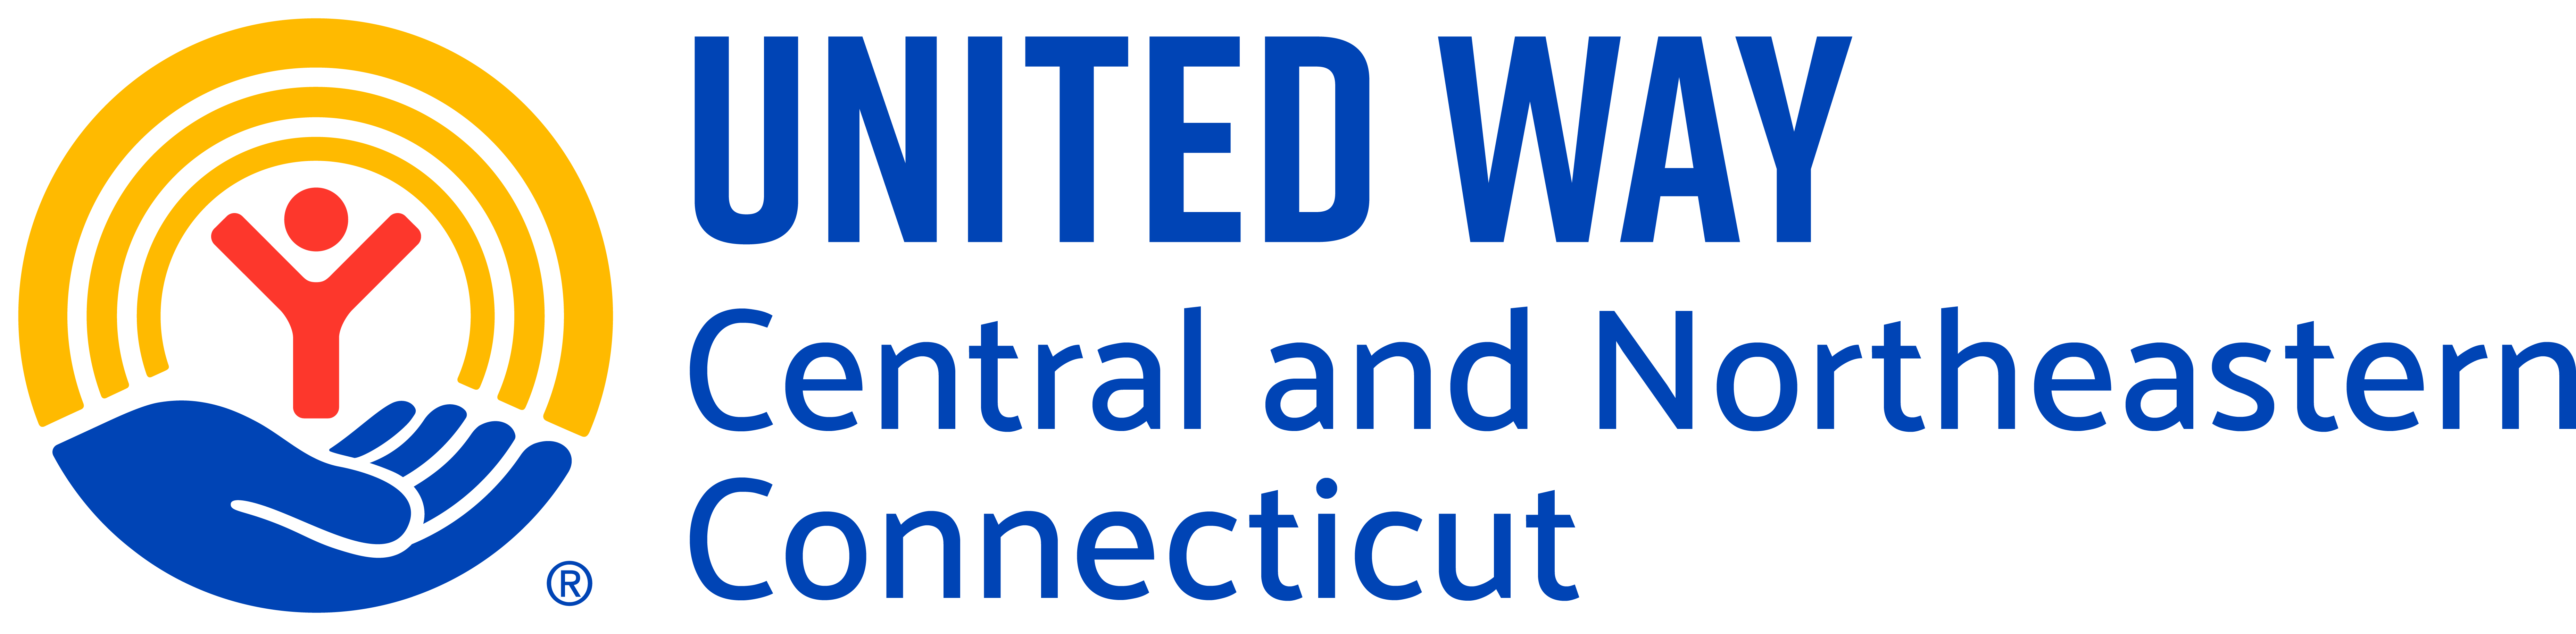 UNITED WAY
Central and Northeastern
Connecticut
®